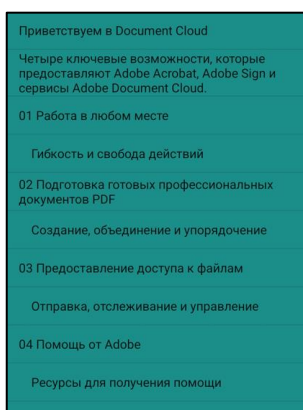 Приветствуем в Document Cloud
Четыре ключевые возможности, которые
предоставляют Adobe Acrobat, Adobe Sign и
сервисы Adobe Document Cloud.
01 Работа в любом месте
Гибкость и свобода действий
02 Подготовка готовых профессиональных
документов PDF
Создание, объединение и упорядочение
03 Предоставление доступа к файлам
Отправка, отслеживание и управление
04 Помощь от Adobe
Ресурсы для получения помощи